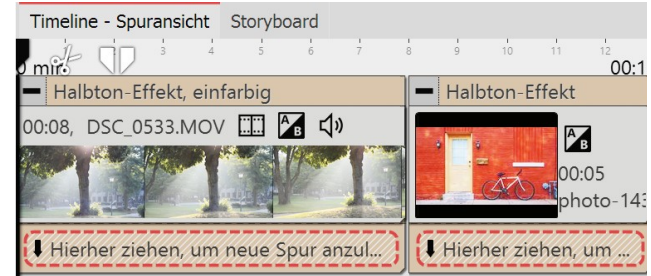 Timeline - Spuransicht Storyboard
3 4 5 6 7 8 9 10 11 12
0 min 00:1
Halbton-Effekt, einfarbig
Halbton-Effekt
00:08, DSC_0533.MOV A B
A B
00:05
photo-143
Hierher ziehen, um neue Spur anzul...
Hierher ziehen, um ...